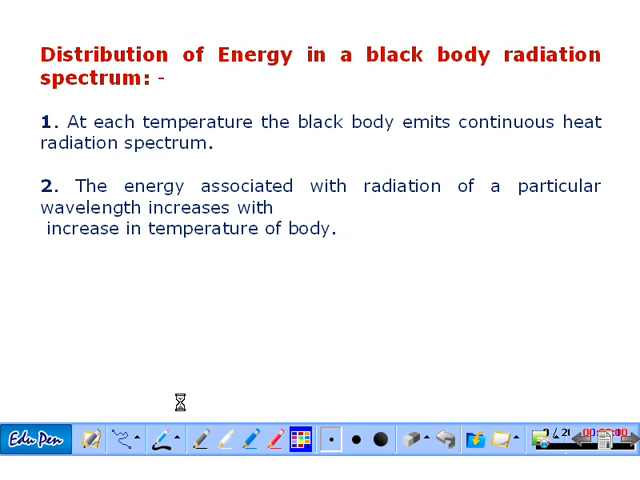 Distribution of Energy in a black body radiation
spectrum: -
1. At each temperature the black body emits continuous heat
radiation spectrum.
2. The energy associated with radiation of a particular
wavelength increases with
increase in temperature of body.
Edu Pen